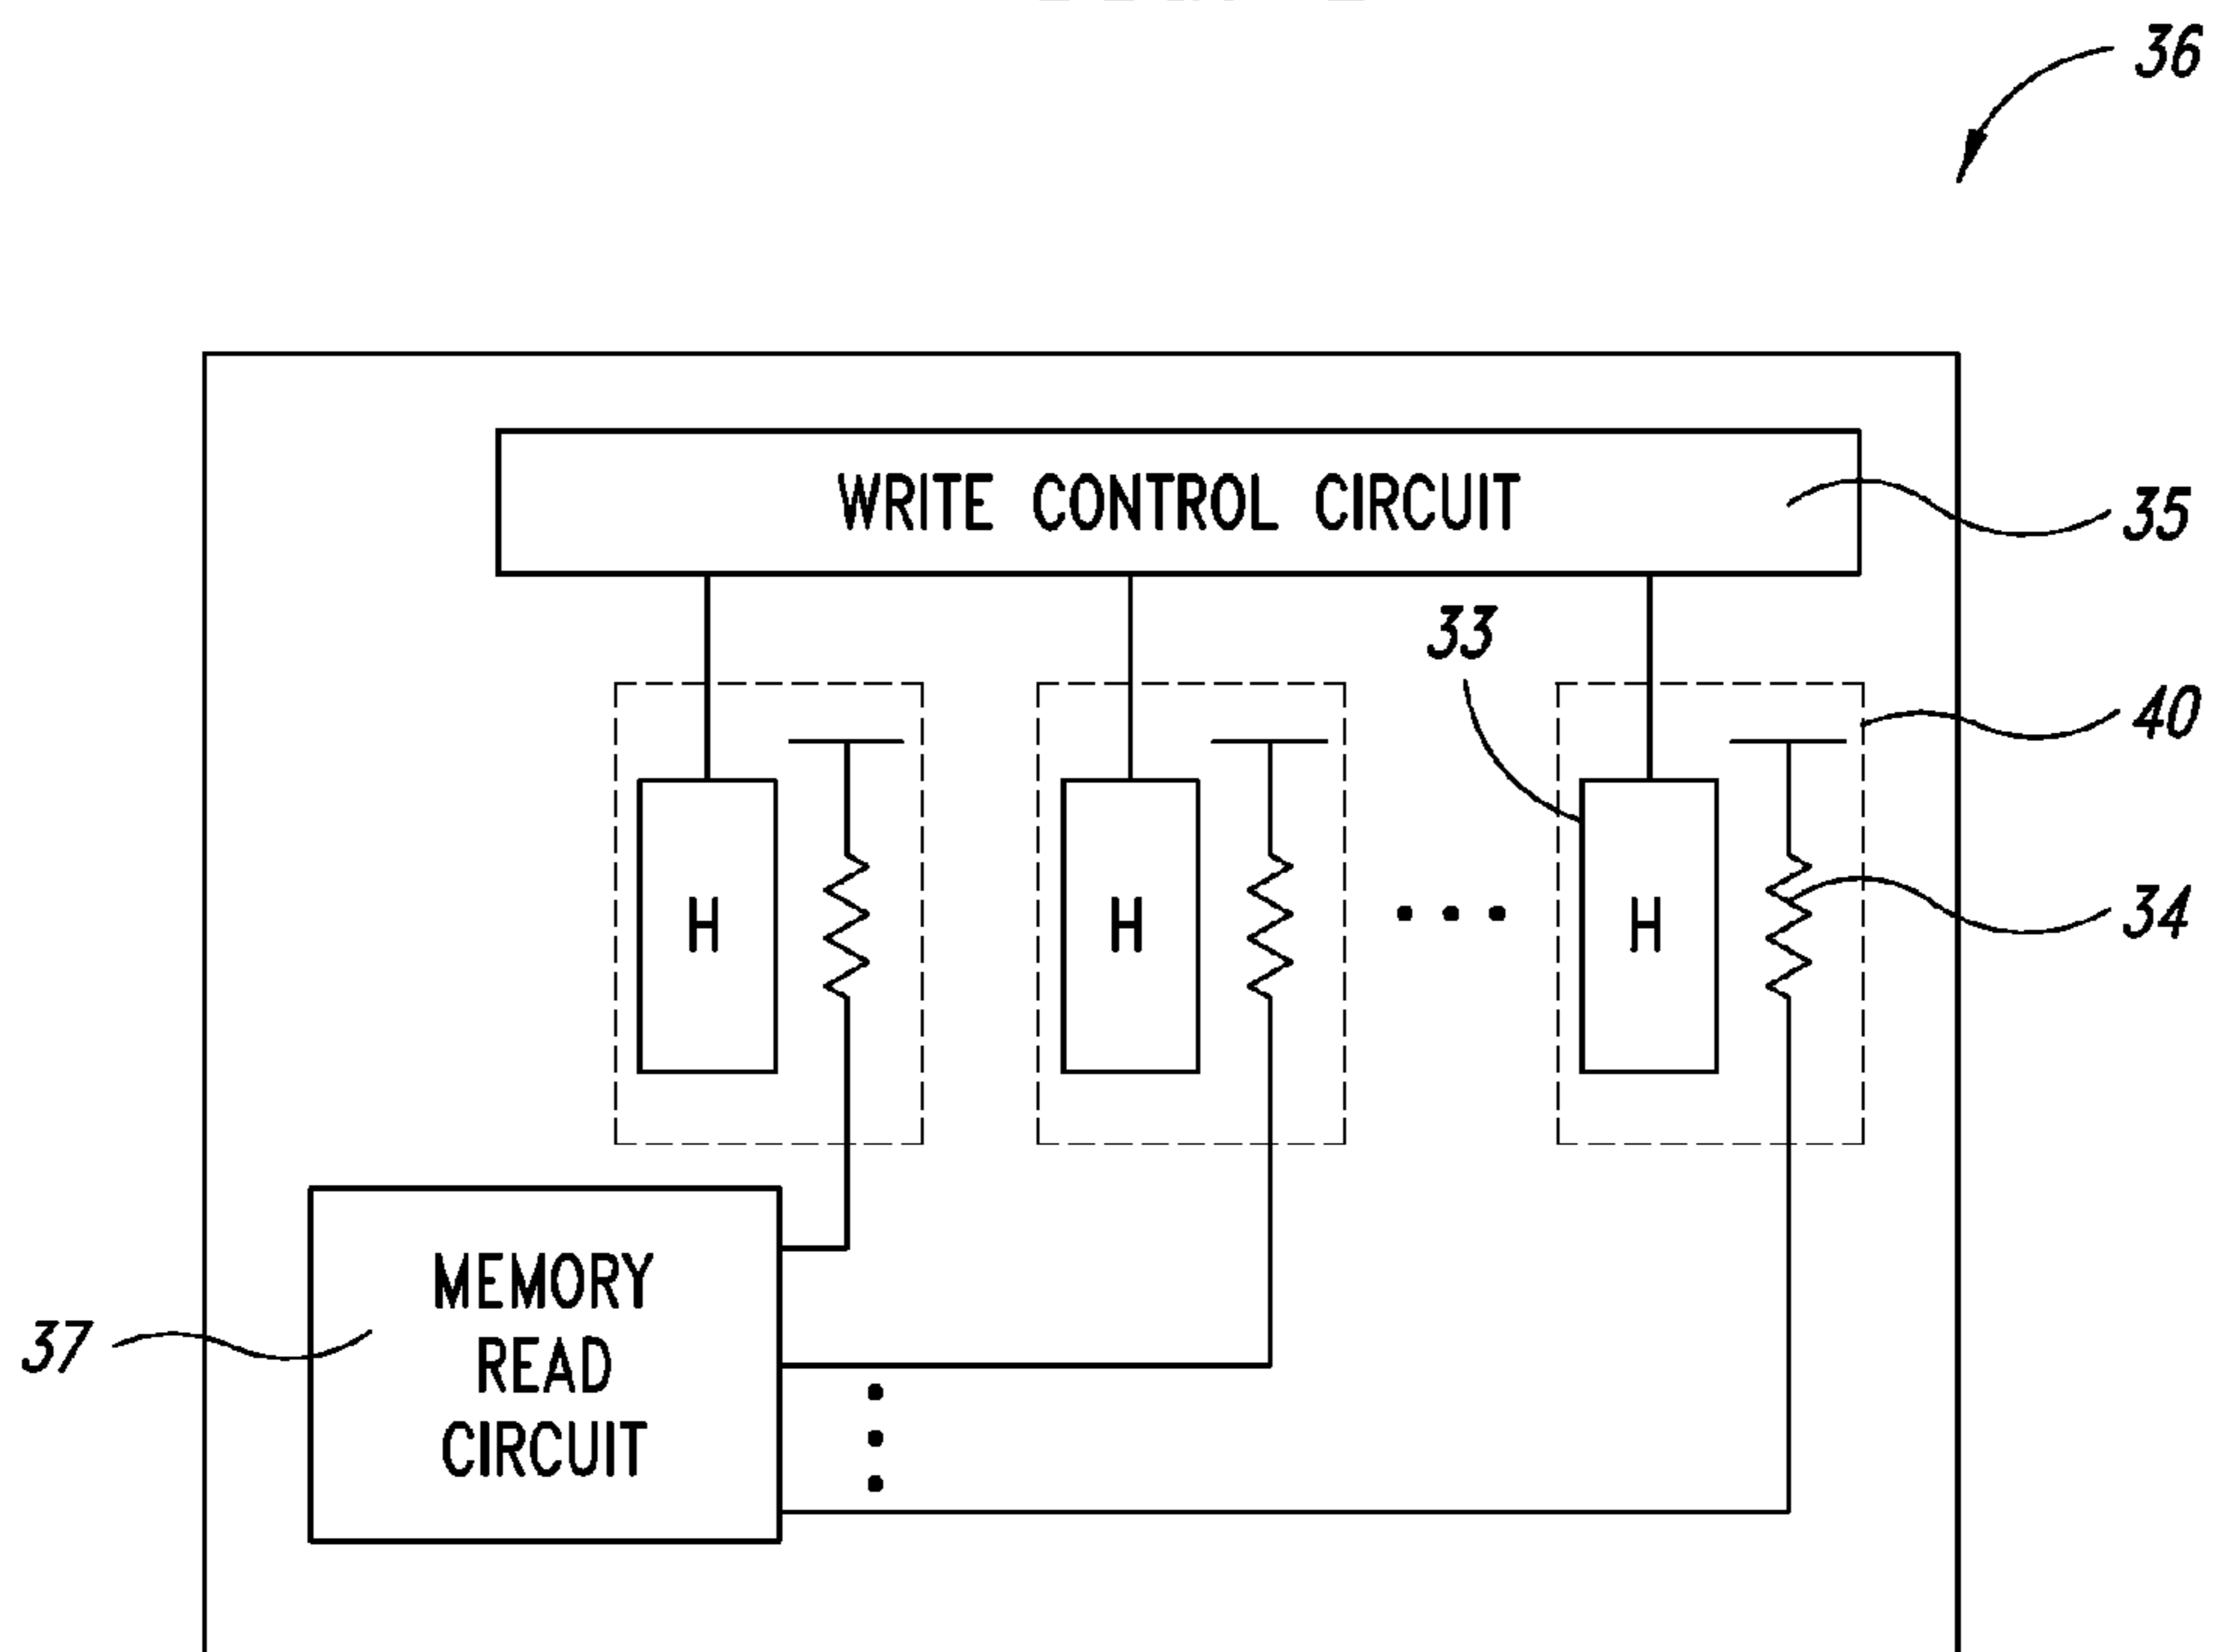 36
WRITE CONTROL CIRCUIT
35
33
40
H
H
H
34
MEMORY
READ
CIRCUIT
37